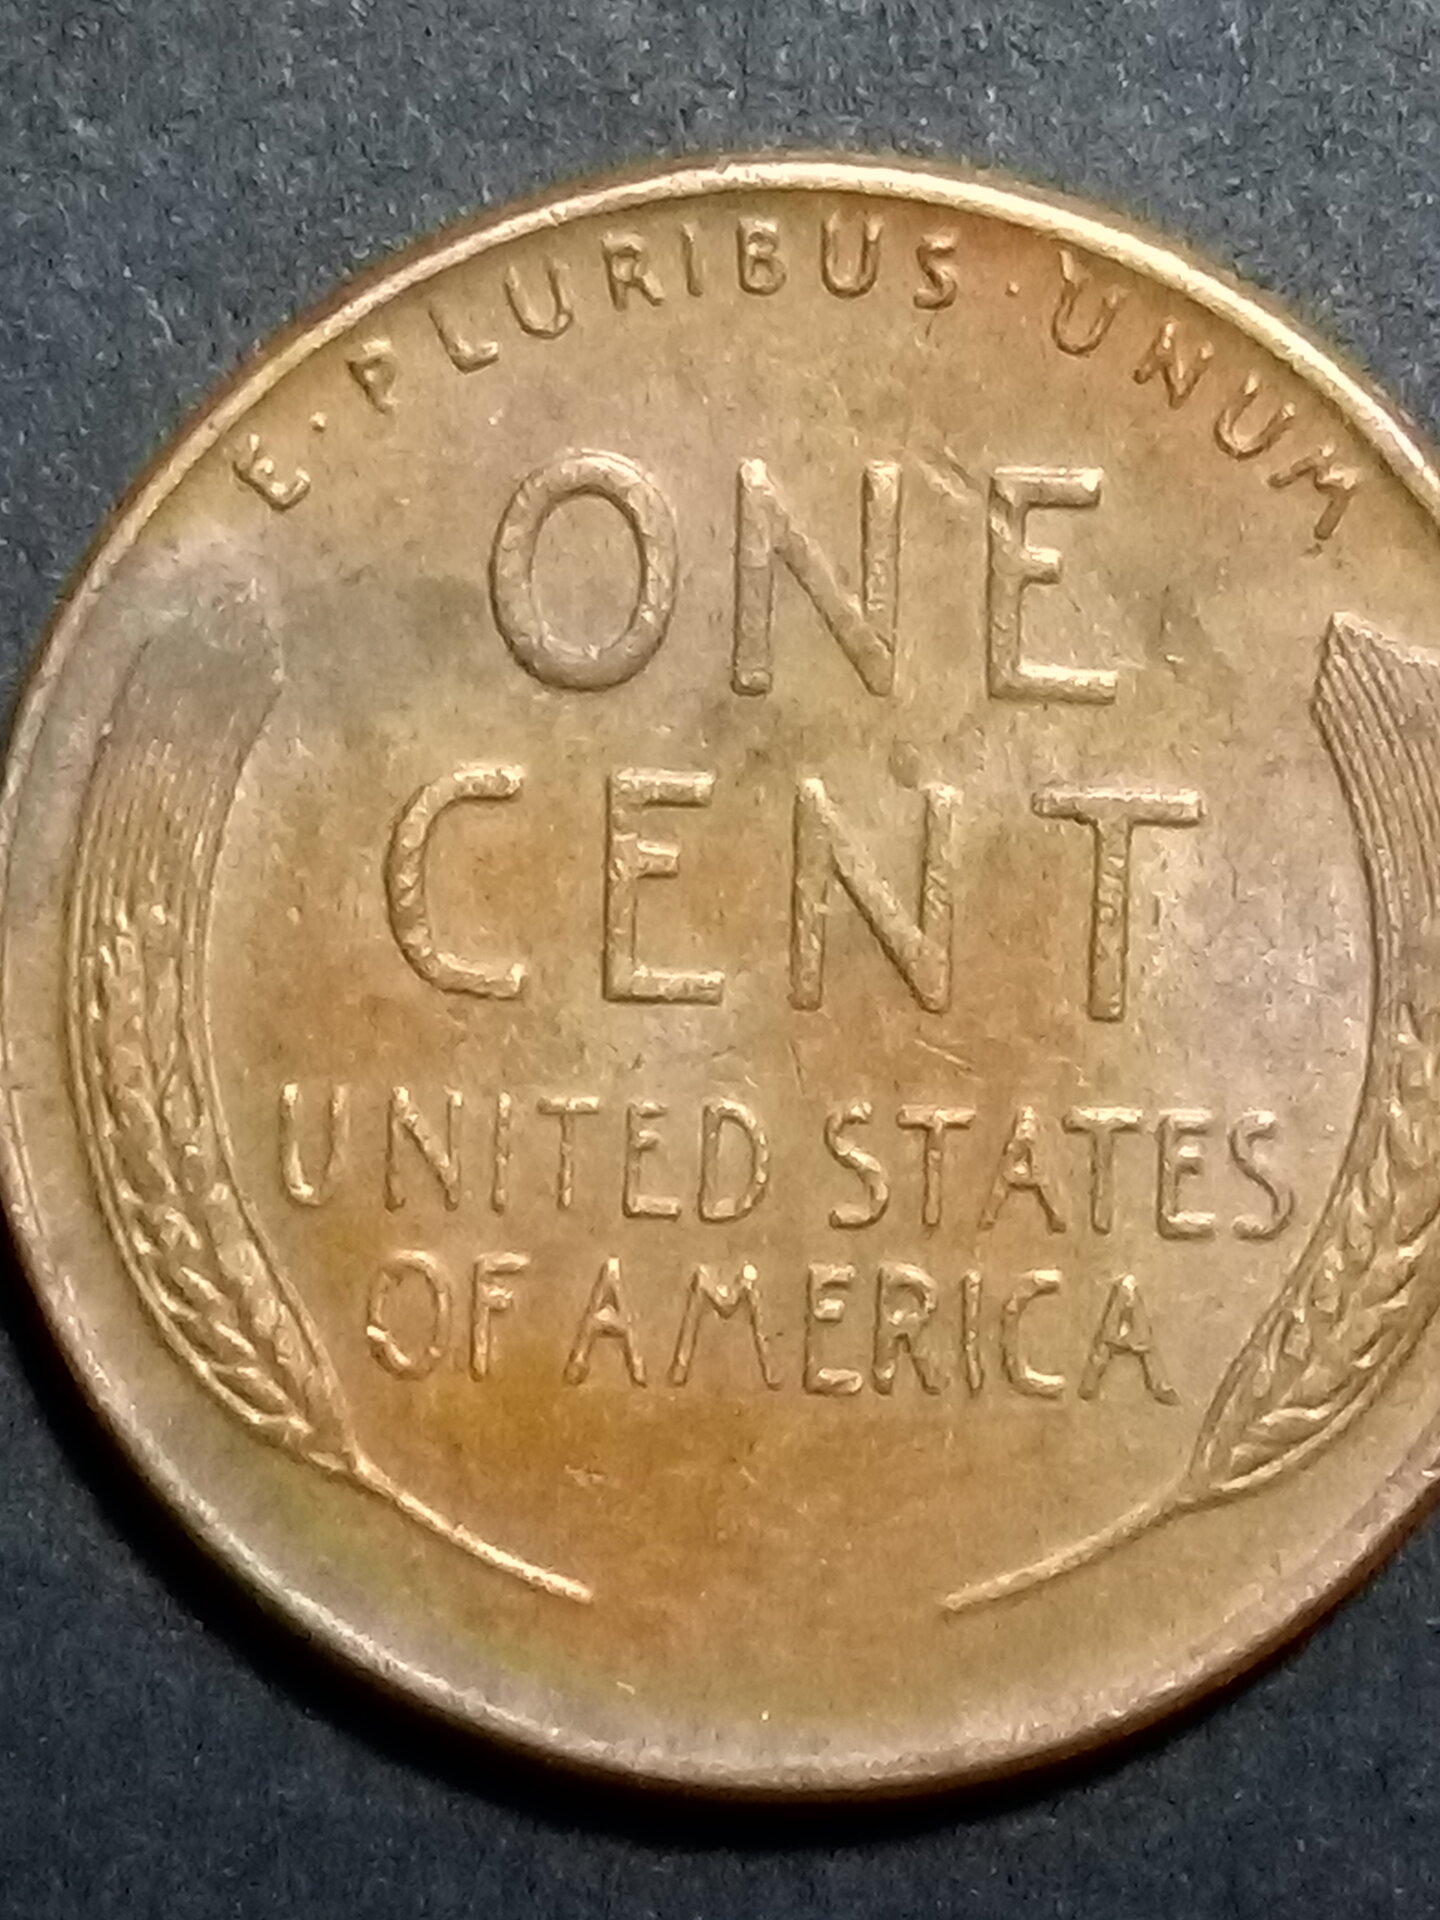 E·PLURIBUS·UNUM
ONE
CENT
UNITED STATES
OF AMERICA